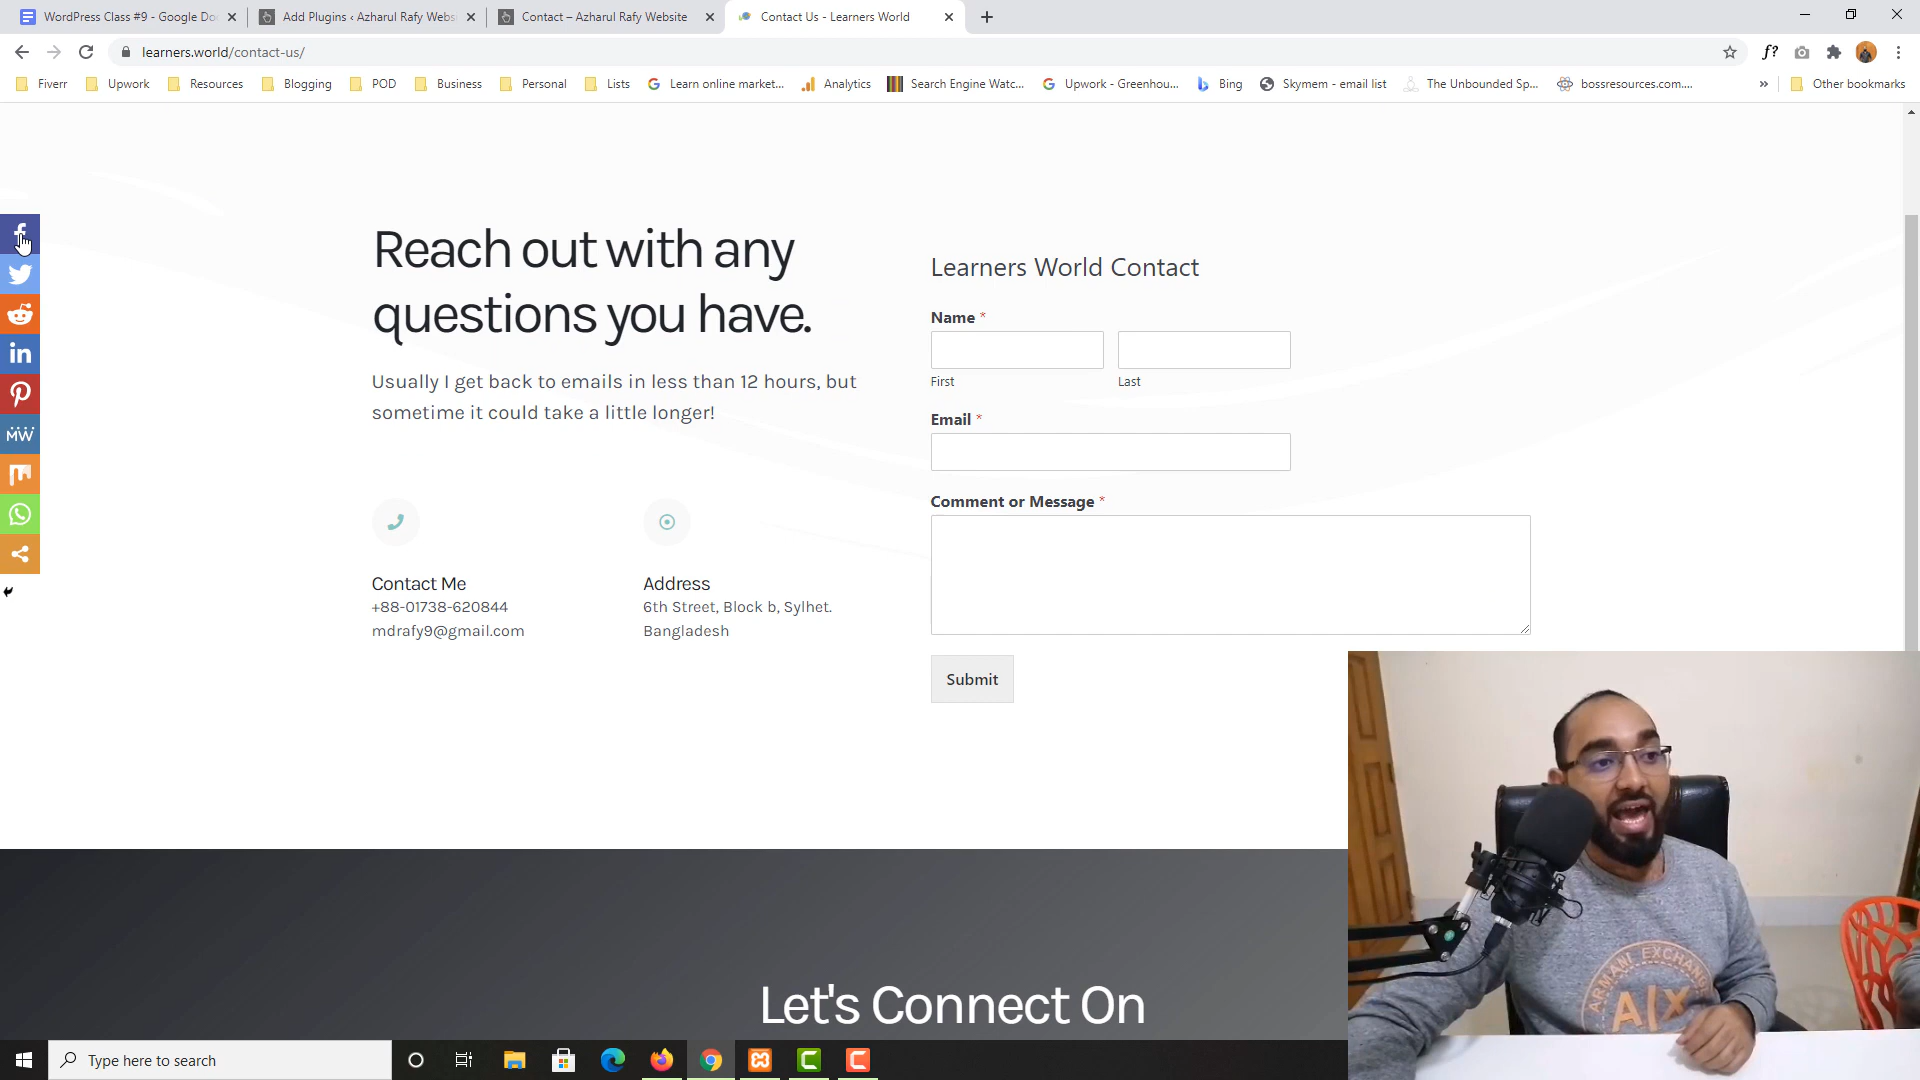 WordPress Class #9 - Google Do
Add Plugins ‹ Azharul Rafy Webs
Contact – Azharul Rafy Website
Contact Us - Learners World
learners.world/contact-us/
f?
Fiverr
Upwork
Resources
Blogging
POD
Business
Personal
Lists
Learn online market...
Analytics
Search Engine Watc...
Upwork - Greenhou...
Bing
Skymem - email list
The Unbounded Sp...
bossresources.com....
»
Other bookmarks
Reach out with any
questions you have.
Usually I get back to emails in less than 12 hours, but
sometime it could take a little longer!
Contact Me
+88-01738-620844
mdrafy9@gmail.com
Address
6th Street, Block b, Sylhet.
Bangladesh
Learners World Contact
Name *
First
Last
Email *
Comment or Message *
Submit
in
MW
Let's Connect On
ARMANI EXCHANGE
A|X
Type here to search